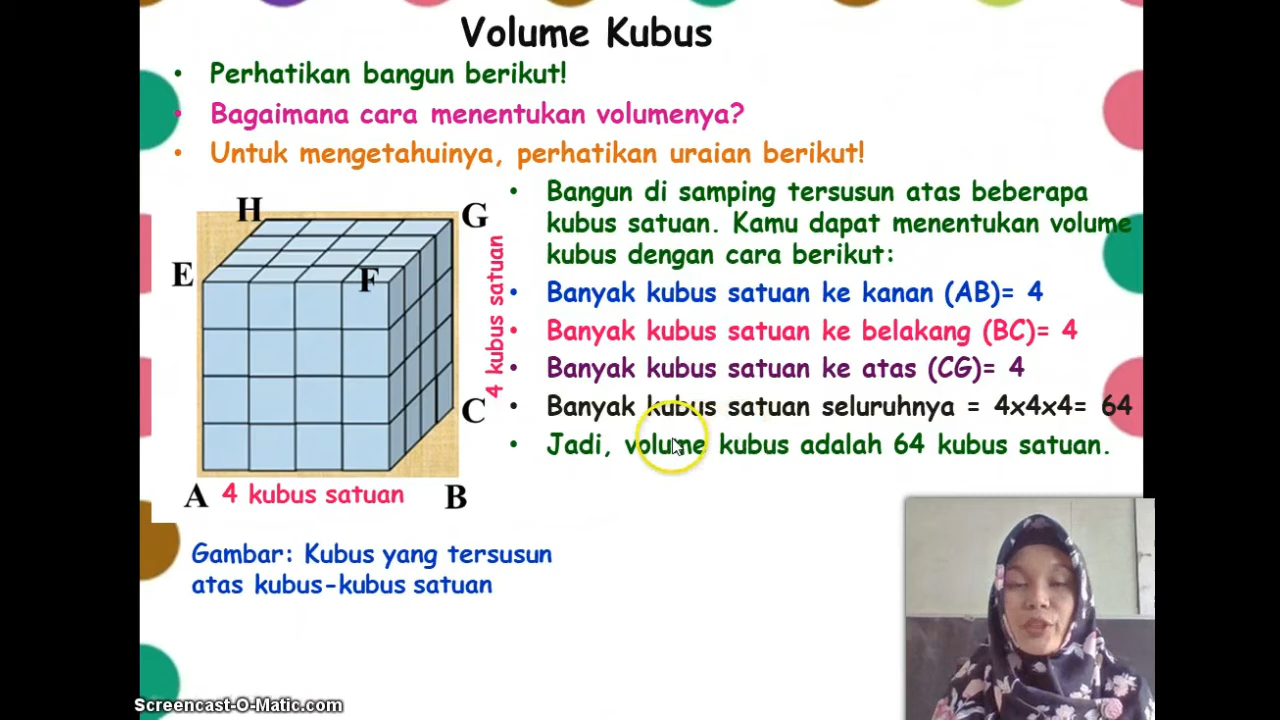 Volume Kubus
• Perhatikan bangun berikut!
• Bagaimana cara menentukan volumenya?
• Untuk mengetahuinya, perhatikan uraian berikut!
• Bangun di samping tersusun atas beberapa
kubus satuan. Kamu dapat menentukan volume
kubus dengan cara berikut:
• Banyak kubus satuan ke kanan (AB)= 4
• Banyak kubus satuan ke belakang (BC)= 4
• Banyak kubus satuan ke atas (CG)= 4
• Banyak kubus satuan seluruhnya = 4x4x4= 64
• Jadi, volume kubus adalah 64 kubus satuan.
H
G
E
F
4 kubus satuan
C
A
4 kubus satuan
B
Gambar: Kubus yang tersusun
atas kubus-kubus satuan
Screencast-O-Matic.com